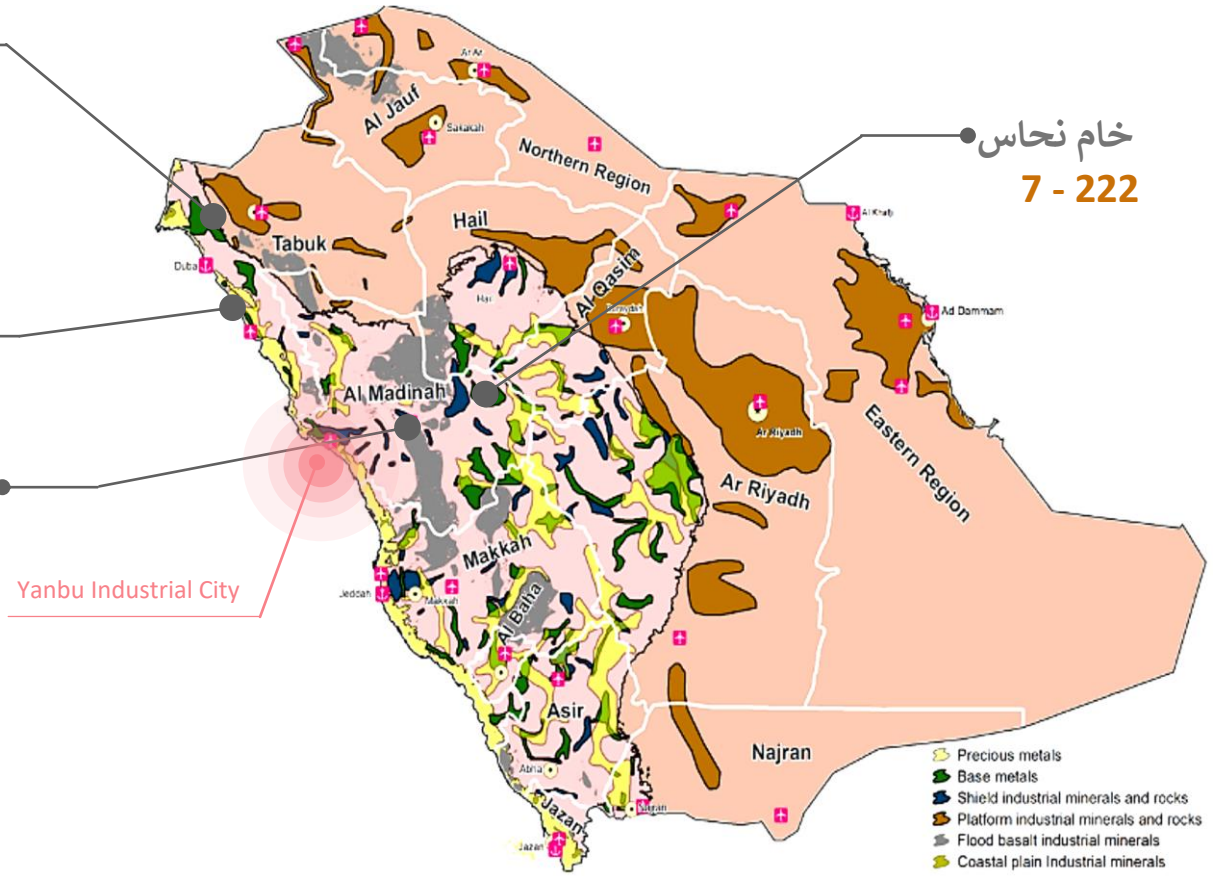 Ar Ar
Al Jauf
Sakakah
Northern Region
خام نحاس
7 - 222
Hail
Al Khafji
Tabuk
Duba
Al Qasim
Hail
Buraydah
Ad Dammam
Al Madinah
Ar Riyadh
Eastern Region
Ar Riyadh
Makkah
Yanbu Industrial City
Jeddah
Makkah
Al Baha
Asir
Najran
Abha
Jazan
Najran
Jazan
Precious metals
Base metals
Shield industrial minerals and rocks
Platform industrial minerals and rocks
Flood basalt industrial minerals
Coastal plain Industrial minerals